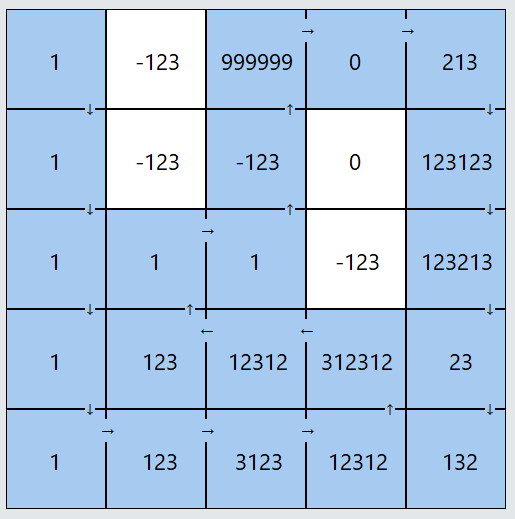 1 -123 999999 → 0 → 213
↓ ↑ ↓
1 -123 -123 0 123123
↓ ↑ ↓
1 1 → 1 -123 123213
↓ ↑ ↓
1 123 ← 12312 ← 312312 23
↓ ↑ ↓
1 → 123 → 3123 → 12312 132